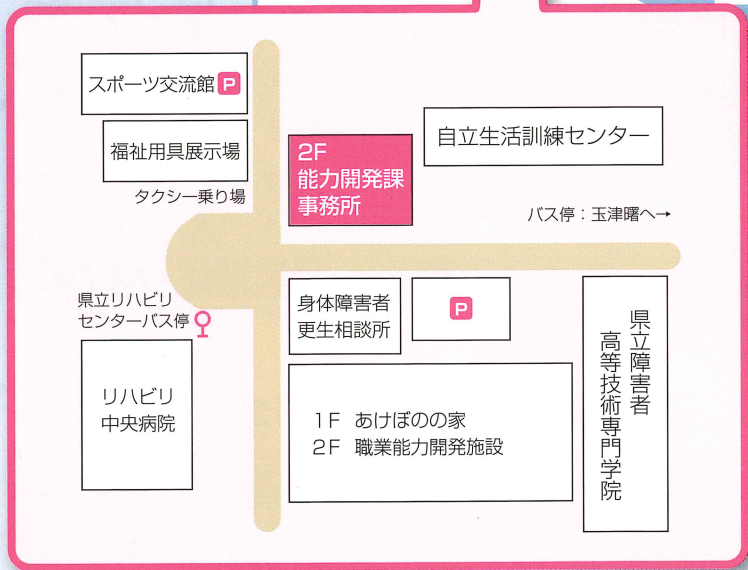 スポーツ交流館 P
福祉用具展示場
タクシー乗り場
2F
能力開発課
事務所
自立生活訓練センター
バス停：玉津曙へ→
県立リハビリ
センターバス停
身体障害者
更生相談所
P
リハビリ
中央病院
1F あけぼのの家
2F 職業能力開発施設
県立障害者
高等技術専門学院